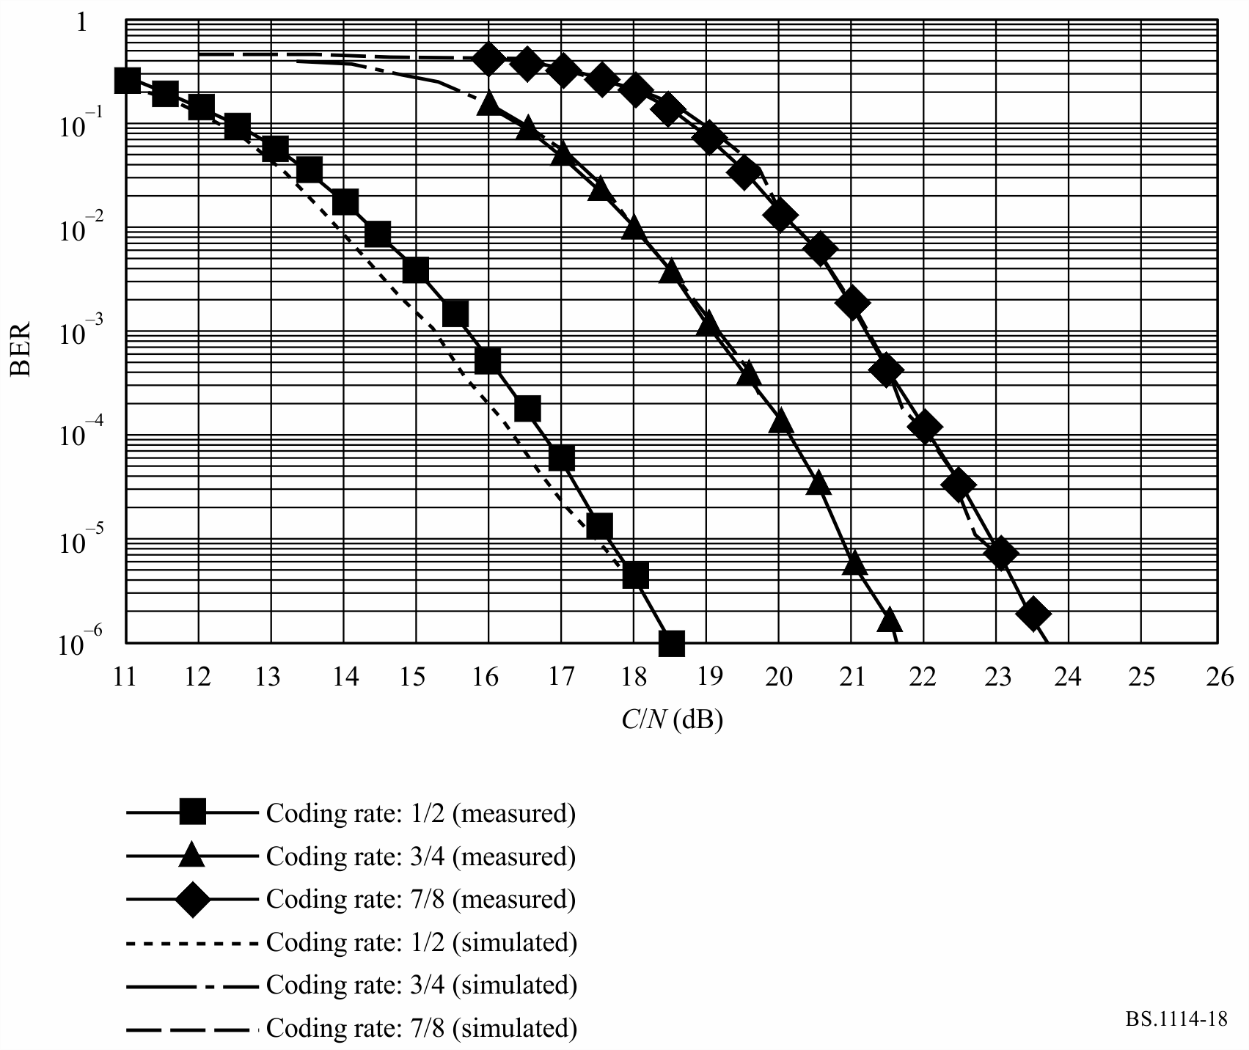 1
10–1
10–2
10–3
10–4
10–5
10–6
BER
11 12 13 14 15 16 17 18 19 20 21 22 23 24 25 26
C/N (dB)
Coding rate: 1/2 (measured)
Coding rate: 3/4 (measured)
Coding rate: 7/8 (measured)
Coding rate: 1/2 (simulated)
Coding rate: 3/4 (simulated)
Coding rate: 7/8 (simulated)
BS.1114-18